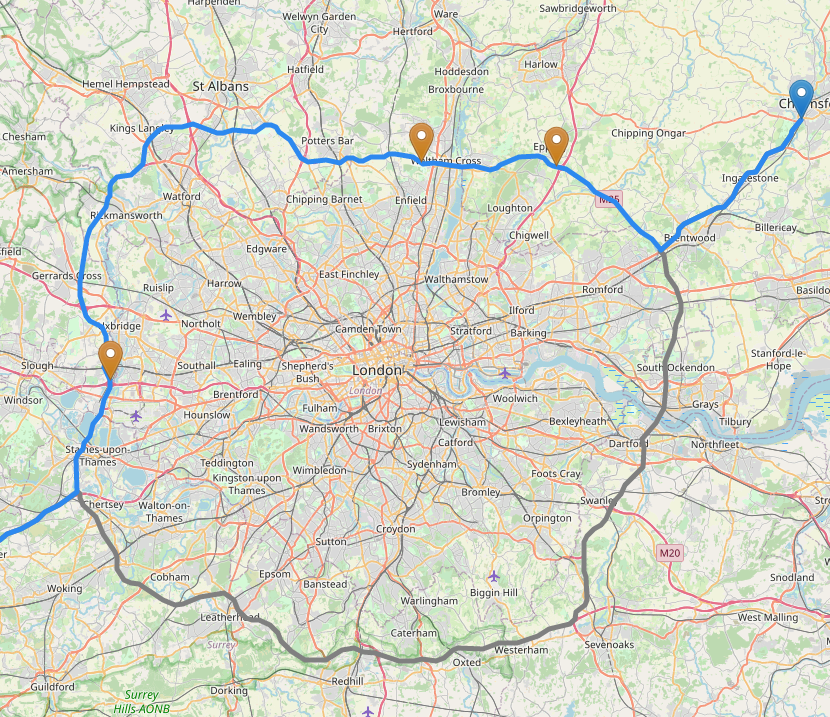 Harpenden
Welwyn Garden
City
Ware
Sawbridgeworth
Hertford
Hatfield
Hoddesdon
Harlow
Hemel Hempstead
St Albans
Broxbourne
Chesham
Kings Langley
Potters Bar
Chipping Ongar
Waltham Cross
Amersham
Ingatestone
Watford
Chipping Barnet
Enfield
M25
Loughton
Rickmansworth
Billericay
Chigwell
Brentwood
Edgware
Gerrards Cross
East Finchley
Walthamstow
Ruislip
Harrow
Romford
Wembley
Ilford
Northolt
Camden Town
Stratford
Barking
Slough
Southall
Ealing
Shepherd's
Bush
London
London
South Ockendon
Stanford-le-
Hope
Windsor
Brentford
Woolwich
Fulham
Grays
Hounslow
Wandsworth
Brixton
Lewisham
Bexleyheath
Tilbury
Catford
Dartford
Northfleet
Staines-upon-
Thames
Teddington
Wimbledon
Sydenham
Foots Cray
Kingston upon
Thames
Bromley
Swanley
Chertsey
Walton-on-
Thames
Orpington
Croydon
Sutton
M20
Woking
Cobham
Epsom
Banstead
Biggin Hill
Snodland
Warlingham
Leatherhead
West Malling
Caterham
Surrey
Sevenoaks
Westerham
Oxted
Guildford
Dorking
Redhill
Surrey
Hills AONB